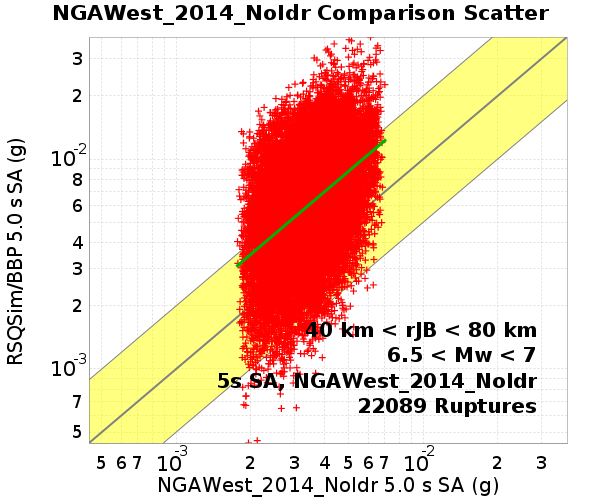 NGAWest_2014_NoIdr Comparison Scatter
RSQSim/BBP 5.0 s SA (g)
3
2
10-2
8
6
4
3
2
10-3
7
5
40 km < rJB < 80 km
6.5 < Mw < 7
5s SA, NGAWest_2014_NoIdr
22089 Ruptures
5 6 7 10-3 2 3 4 5 6 7 10-2 2 3
NGAWest_2014_NoIdr 5.0 s SA (g)